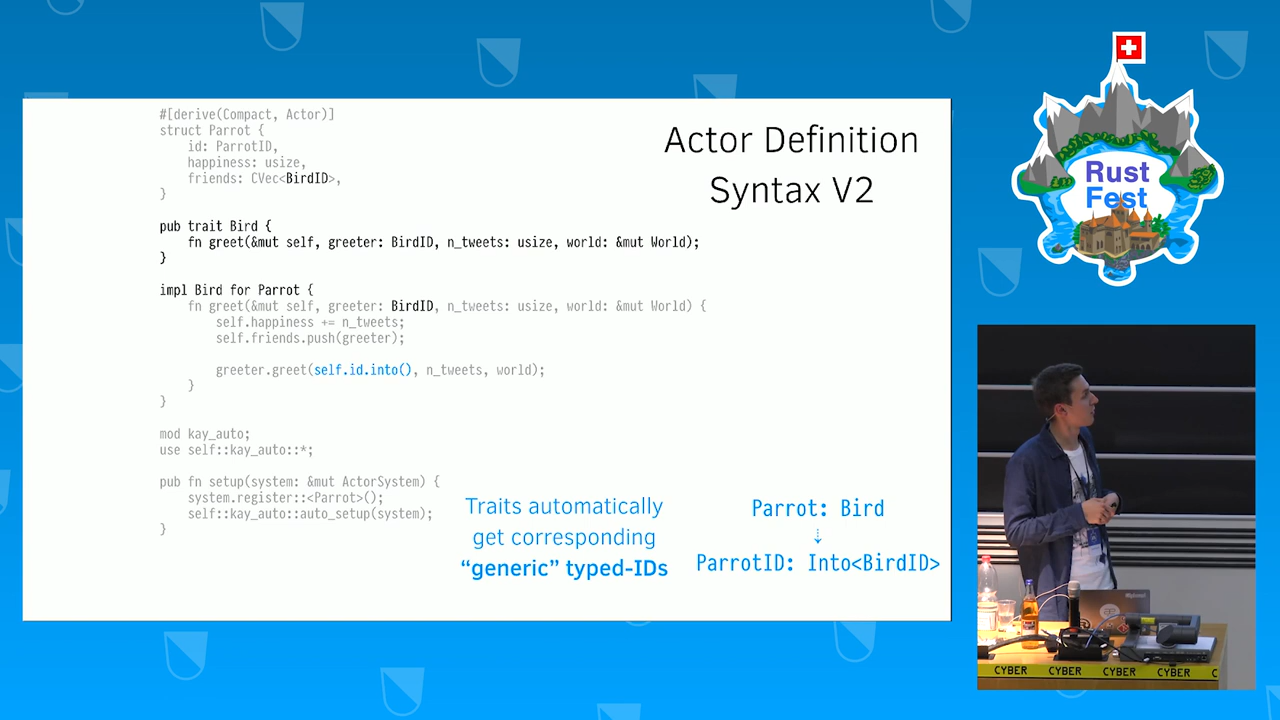 #[derive(Compact, Actor)]
struct Parrot {
id: ParrotID,
happiness: usize,
friends: CVec<BirdID>,
}
pub trait Bird {
fn greet(&mut self, greeter: BirdID, n_tweets: usize, world: &mut World);
}
impl Bird for Parrot {
fn greet(&mut self, greeter: BirdID, n_tweets: usize, world: &mut World) {
self.happiness += n_tweets;
self.friends.push(greeter);
greeter.greet(self.id.into(), n_tweets, world);
}
}
mod kay_auto;
use self::kay_auto::*;
pub fn setup(system: &mut ActorSystem) {
system.register::<Parrot>();
self::kay_auto::auto_setup(system);
}
Actor Definition
Syntax V2
Traits automatically
get corresponding
“generic” typed-IDs
Parrot: Bird
⇣
ParrotID: Into<BirdID>
Rust
Fest
CYBER CYBER CYBER CYBER C